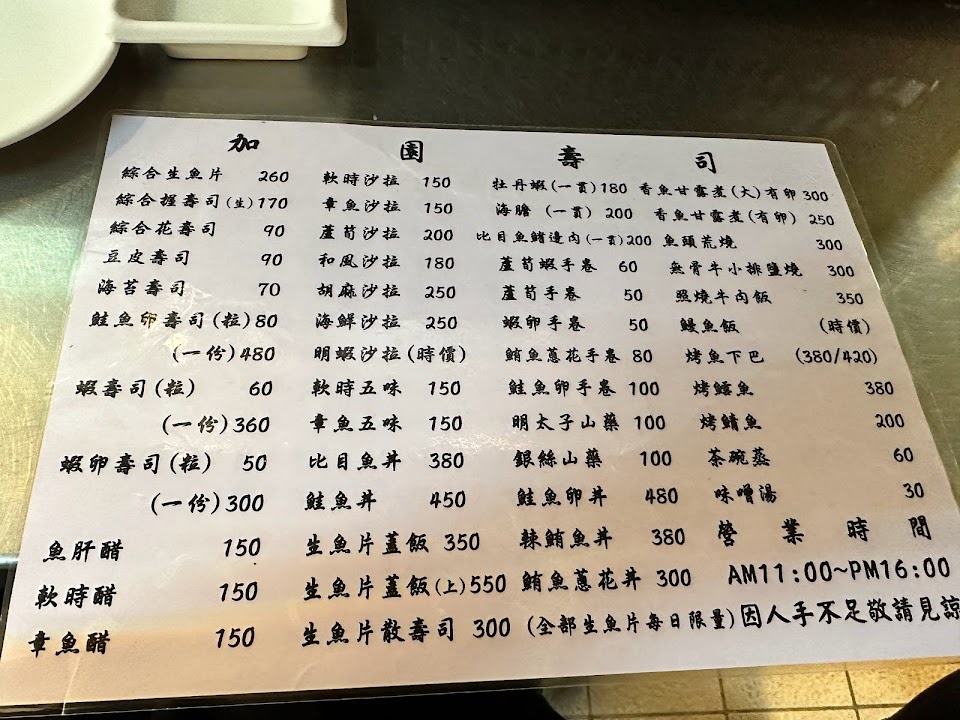 加園壽司
綜合生魚片 260
綜合握壽司(生)170
綜合花壽司 90
豆皮壽司 90
海苔壽司 70
鮭魚卵壽司(粒)80
(一份)480
蝦壽司(粒) 60
(一份)360
蝦卵壽司(粒) 50
(一份)300
魚肝醋 150
軟時醋 150
章魚醋 150
軟時沙拉 150
章魚沙拉 150
蘆荀沙拉 200
和風沙拉 180
胡麻沙拉 250
海鮮沙拉 250
明蝦沙拉(時價)
軟時五味 150
章魚五味 150
比目魚丼 380
鮭魚丼 450
生魚片蓋飯 350
生魚片蓋飯(上)550
生魚片散壽司 300
牡丹蝦(一貫)180
海膽 (一貫) 200
比目魚鰭邊肉(一貫)200
蘆荀蝦手卷 60
蘆荀手卷 50
蝦卵手卷 50
鮪魚蔥花手卷 80
鮭魚卵手卷 100
明太子山藥 100
銀絲山藥 100
鮭魚卵丼 480
辣鮪魚丼 380
鮪魚蔥花丼 300
(全部生魚片每日限量)
香魚甘露煮(大)有卵 300
香魚甘露煮(有卵) 250
魚頭荒燒 300
無骨牛小排鹽燒 300
照燒牛肉飯 350
鰻魚飯 (時價)
烤魚下巴 (380/420)
烤鱈魚 380
烤鯖魚 200
茶碗蒸 60
味噌湯 30
營業時間
AM11:00~PM16:00
因人手不足敬請見諒